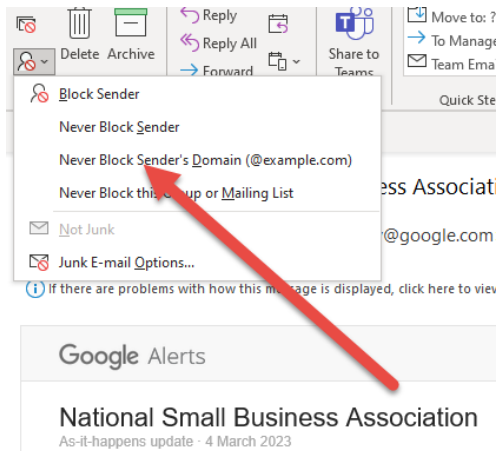 Reply
Move to: ?
Delete
Archive
Reply All
Share to
Teams
To Manage
Forward
Team Emai
Quick Ste
Block Sender
Never Block Sender
Never Block Sender's Domain (@example.com)
Never Block this Group or Mailing List
ess Associati
Not Junk
@google.com
Junk E-mail Options...
If there are problems with how this message is displayed, click here to view
Google Alerts
National Small Business Association
As-it-happens update · 4 March 2023